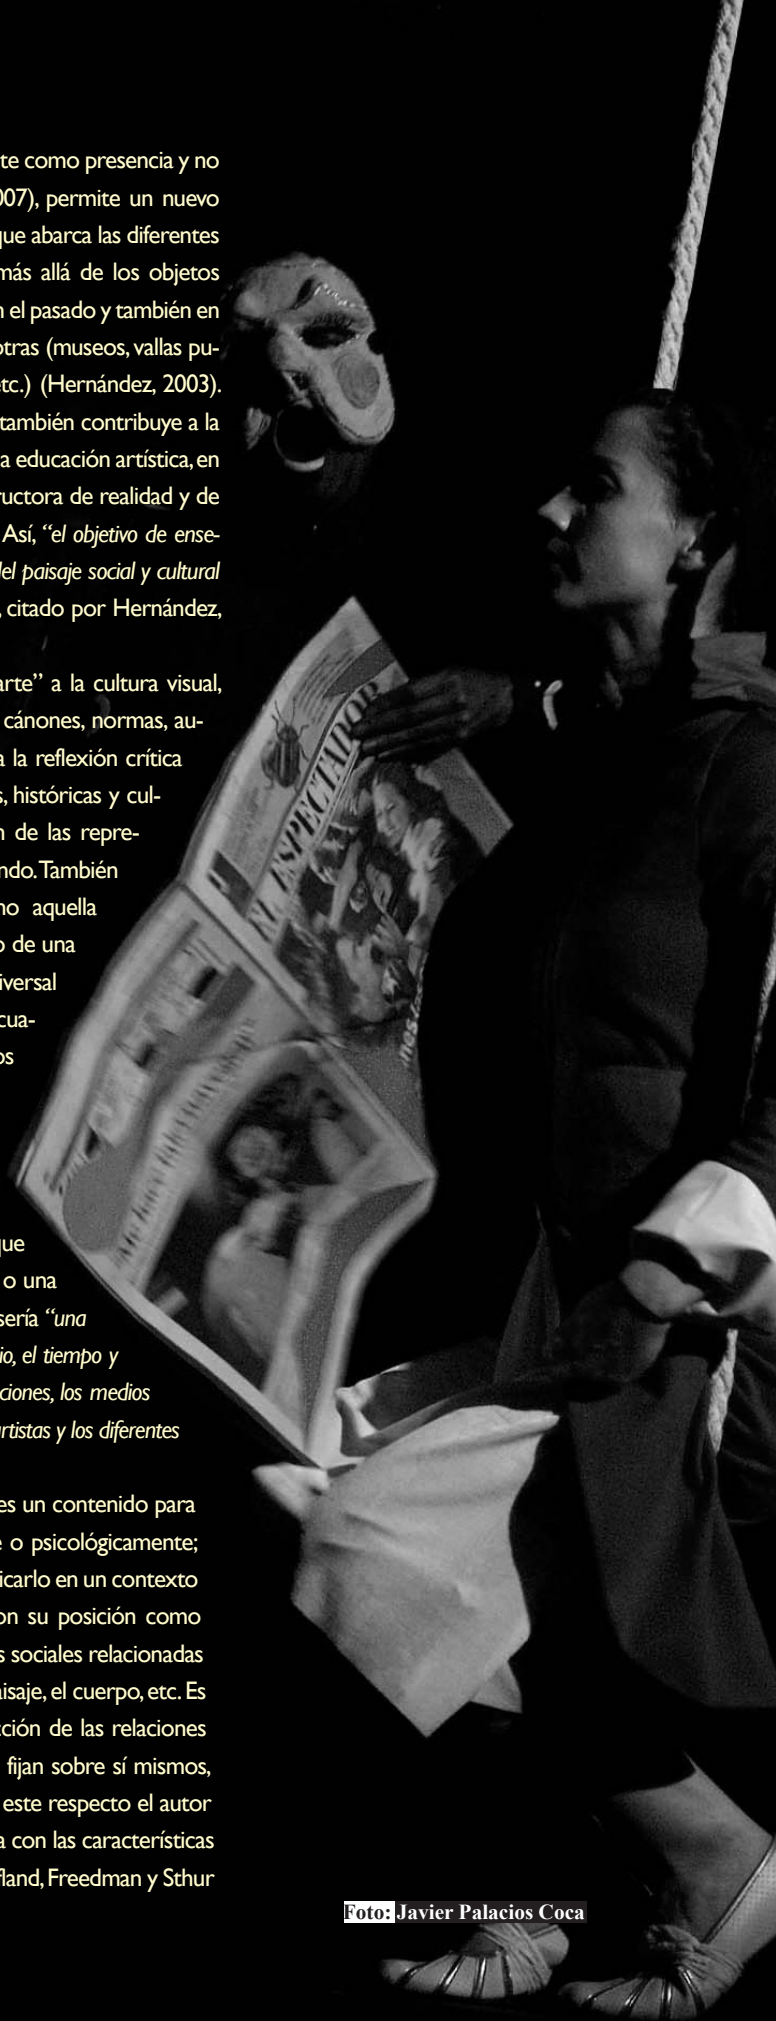 te como presencia y no
007), permite un nuevo
que abarca las diferentes
más allá de los objetos
n el pasado y también en
otras (museos, vallas pu-
etc.) (Hernández, 2003).
también contribuye a la
a educación artística, en
ructora de realidad y de
Así, “el objetivo de ense-
del paisaje social y cultural
, citado por Hernández,
arte” a la cultura visual,
cánones, normas, au-
a la reflexión crítica
s, históricas y cul-
n de las repre-
ndo. También
no aquella
o de una
iversal
cua-
os
que
o una
sería “una
io, el tiempo y
ciones, los medios
artistas y los diferentes
es un contenido para
e o psicológicamente;
icarlo en un contexto
on su posición como
s sociales relacionadas
aisaje, el cuerpo, etc. Es
cción de las relaciones
fijan sobre sí mismos,
este respecto el autor
a con las características
fland, Freedman y Sthur
EL ESPECTADOR
Foto: Javier Palacios Coca